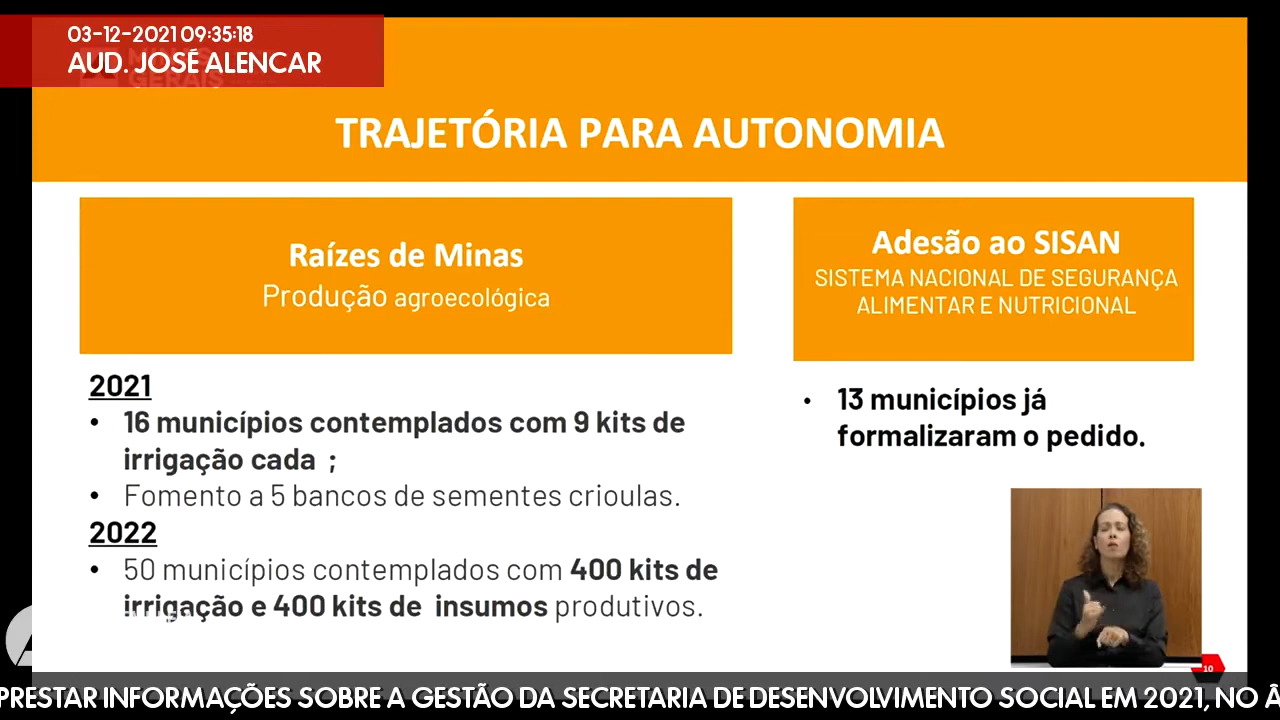 03-12-2021 09:35:18
AUD. JOSÉ ALENCAR
MINAS
GERAIS
TRAJETÓRIA PARA AUTONOMIA
Raízes de Minas
Produção agroecológica
2021
• 16 municípios contemplados com 9 kits de
irrigação cada ;
• Fomento a 5 bancos de sementes crioulas.
2022
• 50 municípios contemplados com 400 kits de
irrigação e 400 kits de insumos produtivos.
Adesão ao SISAN
SISTEMA NACIONAL DE SEGURANÇA
ALIMENTAR E NUTRICIONAL
• 13 municípios já
formalizaram o pedido.
10
PRESTAR INFORMAÇÕES SOBRE A GESTÃO DA SECRETARIA DE DESENVOLVIMENTO SOCIAL EM 2021, NO